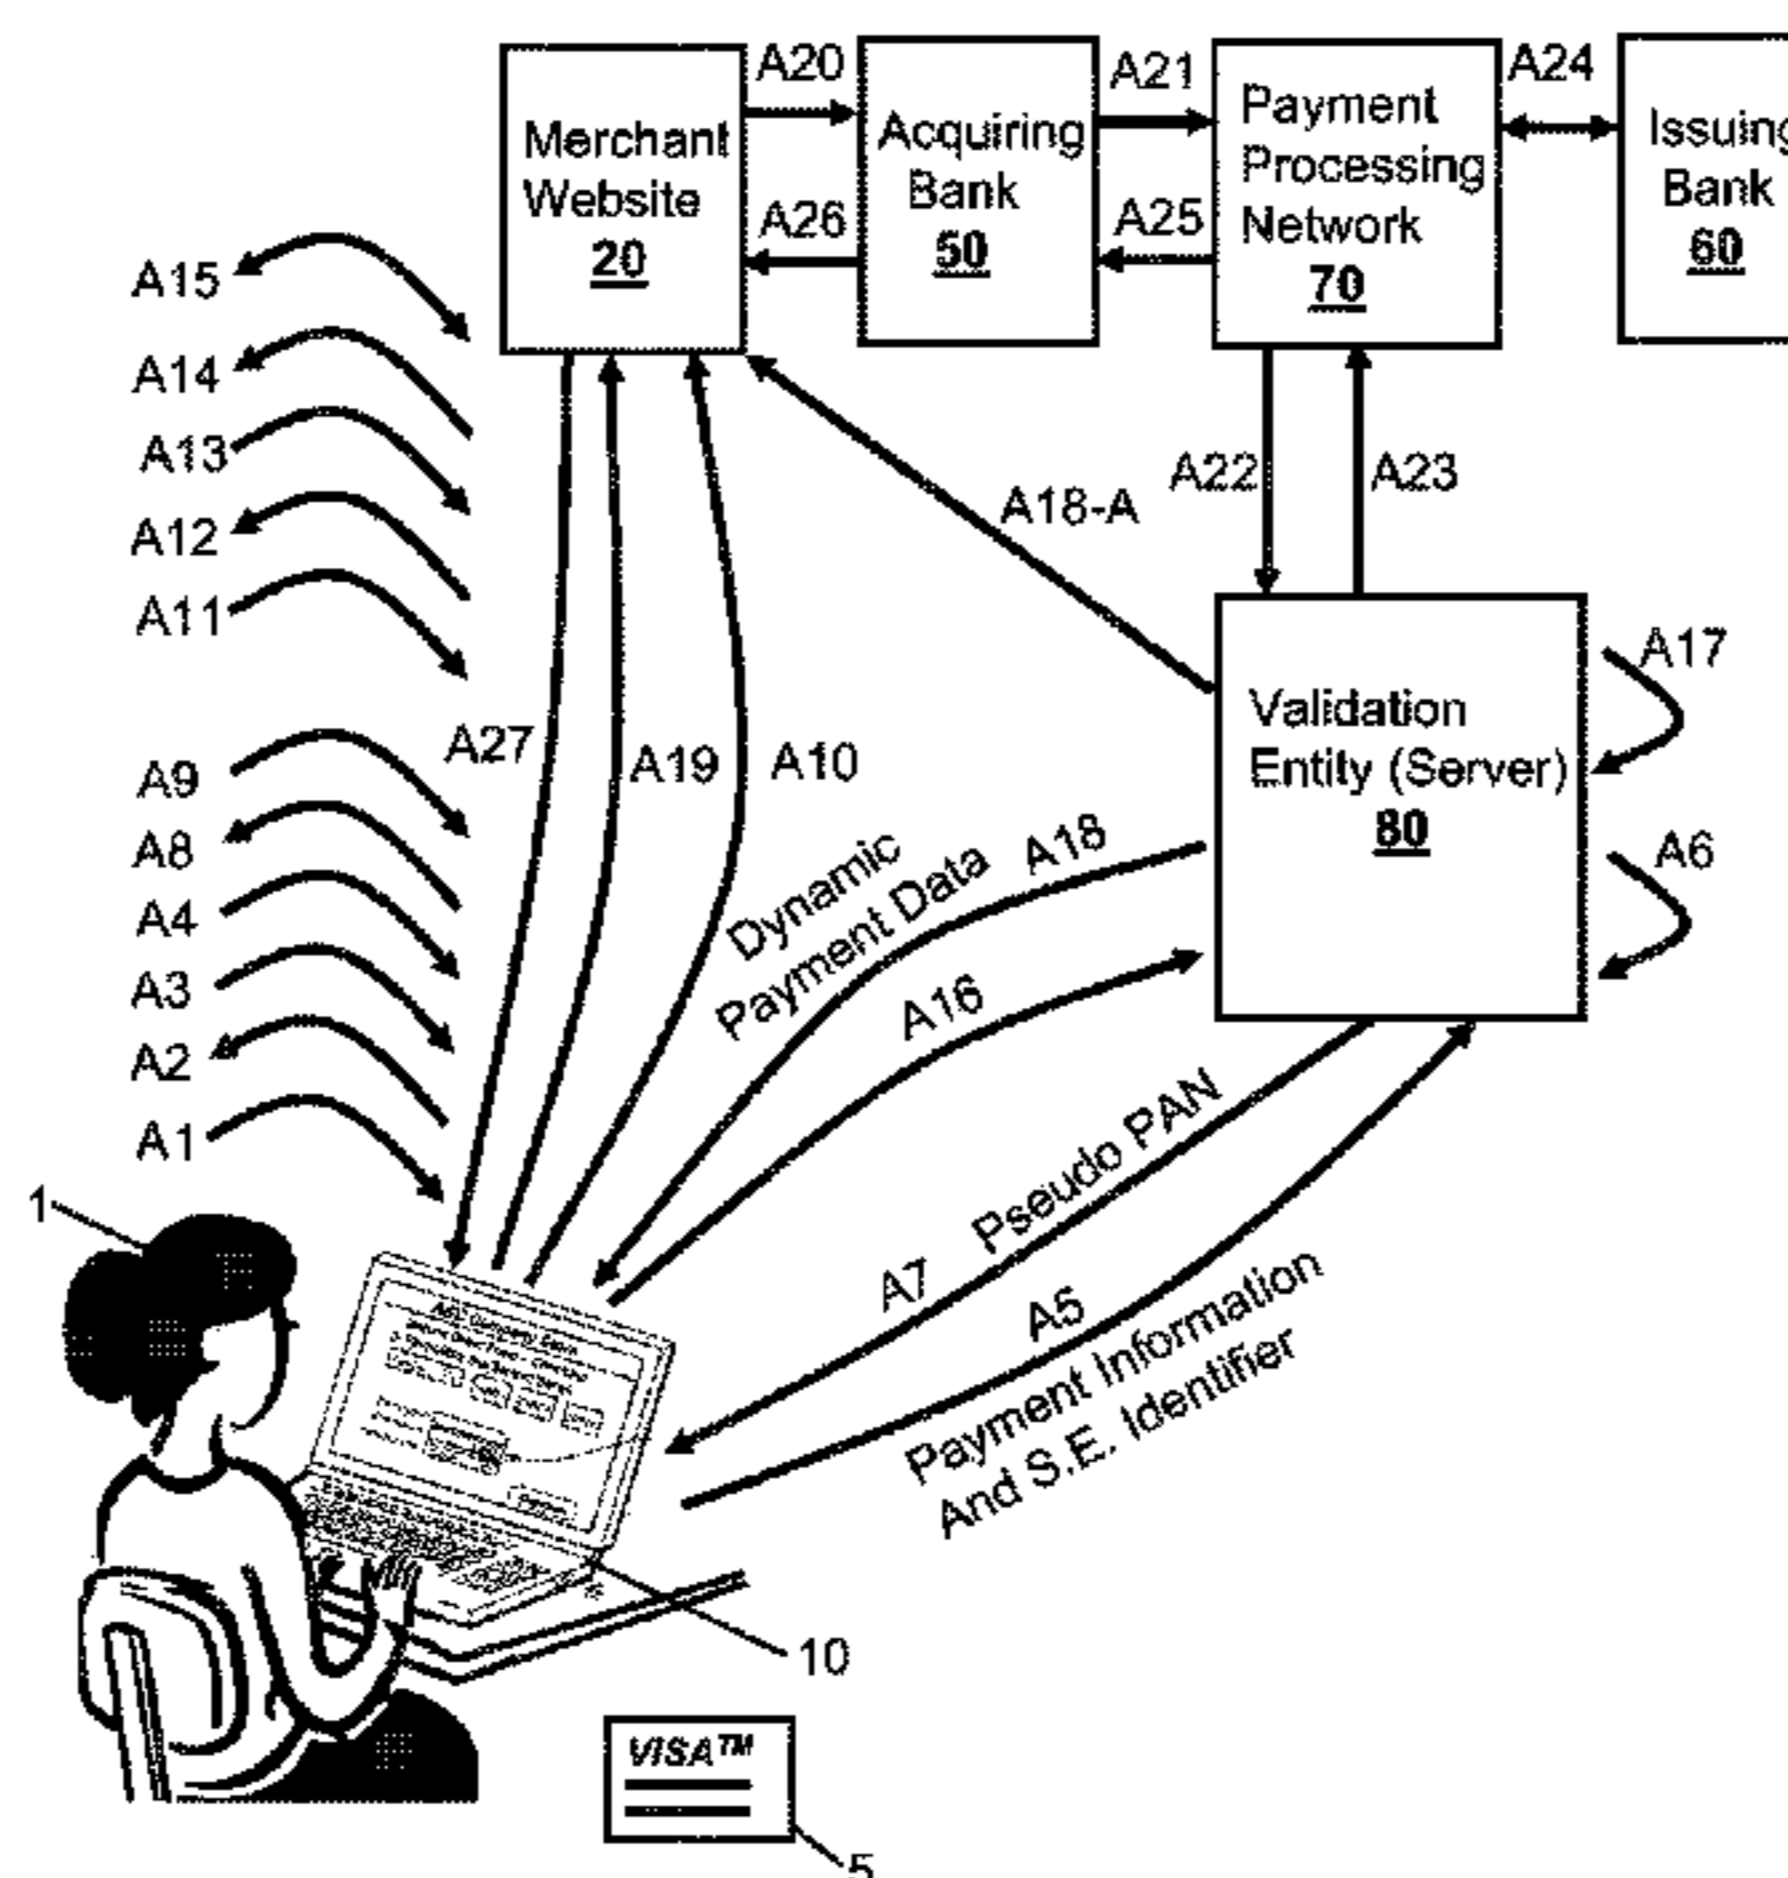 A20
A21
A24
Merchant
Website
20
Acquiring
Bank
50
Payment
Processing
Network
70
Issuing
Bank
60
A26
A25
A15
A14
A13
A12
A11
A22
A23
A18-A
A17
Validation
Entity (Server)
80
A6
A27
A19
A10
A9
A8
A4
A3
A2
A1
Dynamic
Payment Data
A18
A16
A7 Pseudo PAN
A5
Payment Information
And S.E. Identifier
1
10
VISA™
5